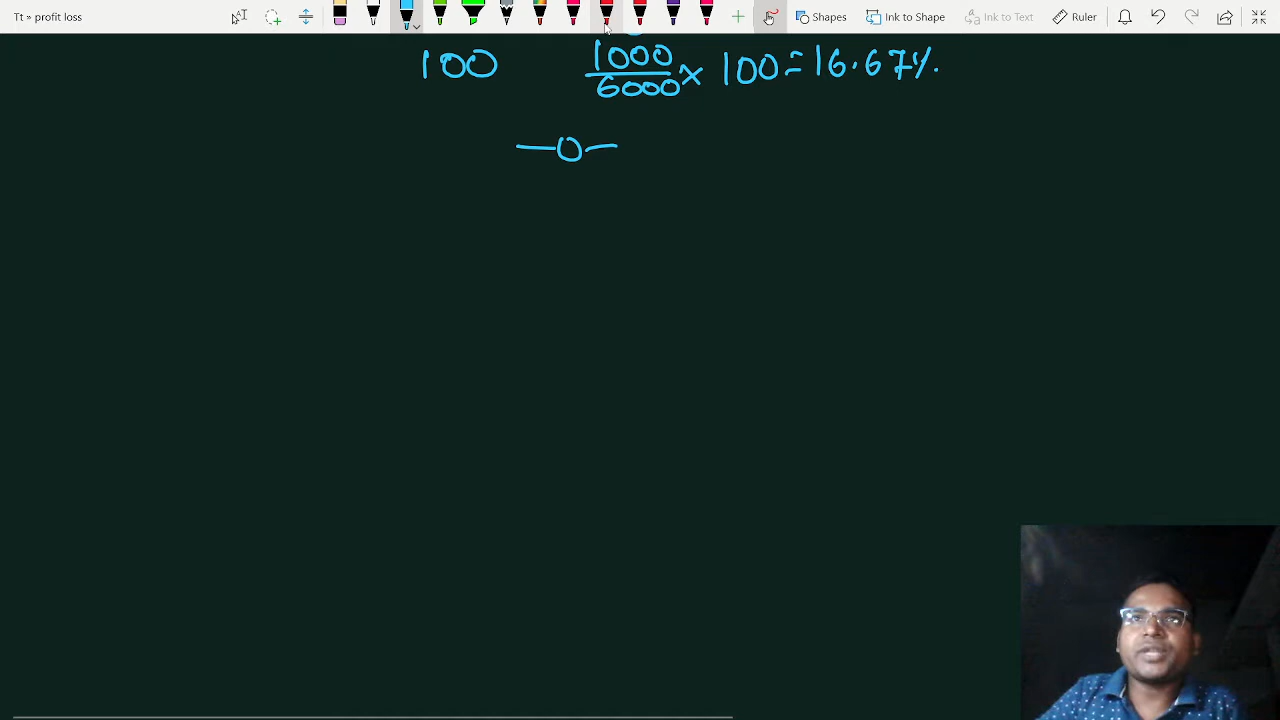 Tt » profit loss
Shapes
Ink to Shape
Ink to Text
Ruler
100 1000/6000 × 100 = 16.67%
—0—